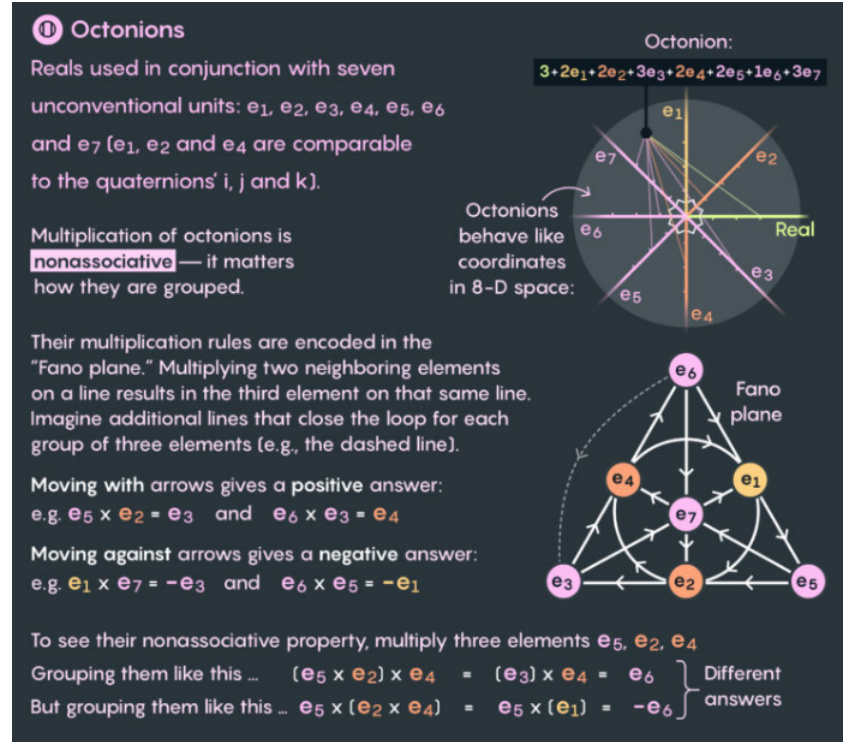 Octonions
Reals used in conjunction with seven
unconventional units: e₁, e₂, e₃, e₄, e₅, e₆
and e₇ (e₁, e₂ and e₄ are comparable
to the quaternions’ i, j and k).
Multiplication of octonions is
nonassociative — it matters
how they are grouped.
Octonion:
3+2e₁+2e₂+3e₃+2e₄+2e₅+1e₆+3e₇
e₁
e₇
e₂
e₆
Real
e₅
e₃
e₄
Octonions
behave like
coordinates
in 8-D space:
Their multiplication rules are encoded in the
“Fano plane.” Multiplying two neighboring elements
on a line results in the third element on that same line.
Imagine additional lines that close the loop for each
group of three elements (e.g., the dashed line).
Moving with arrows gives a positive answer:
e.g. e₅ x e₂ = e₃ and e₆ x e₃ = e₄
Moving against arrows gives a negative answer:
e.g. e₁ x e₇ = -e₃ and e₆ x e₅ = -e₁
Fano
plane
e₆
e₄
e₁
e₇
e₃
e₂
e₅
To see their nonassociative property, multiply three elements e₅, e₂, e₄
Grouping them like this ... (e₅ x e₂) x e₄ = (e₃) x e₄ = e₆
But grouping them like this ... e₅ x (e₂ x e₄) = e₅ x (e₁) = -e₆
Different
answers